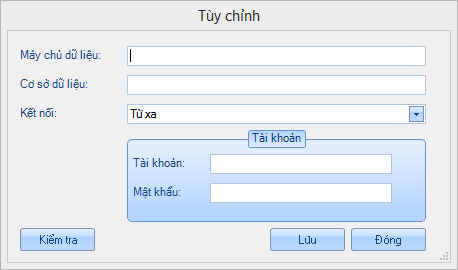 Tùy chỉnh
Máy chủ dữ liệu:
Cơ sở dữ liệu:
Kết nối: Từ xa
Tài khoản
Tài khoản:
Mật khẩu:
Kiểm tra Lưu Đóng